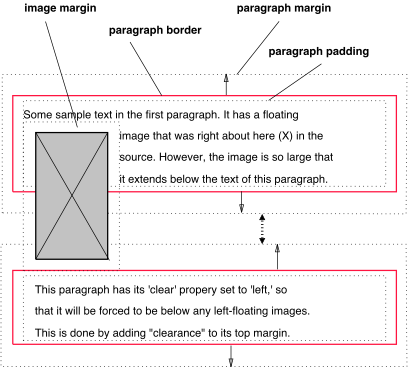 image margin
paragraph margin
paragraph border
paragraph padding
Some sample text in the first paragraph. It has a floating
image that was right about here (X) in the
source. However, the image is so large that
it extends below the text of this paragraph.
This paragraph has its 'clear' propery set to 'left,' so
that it will be forced to be below any left-floating images.
This is done by adding "clearance" to its top margin.